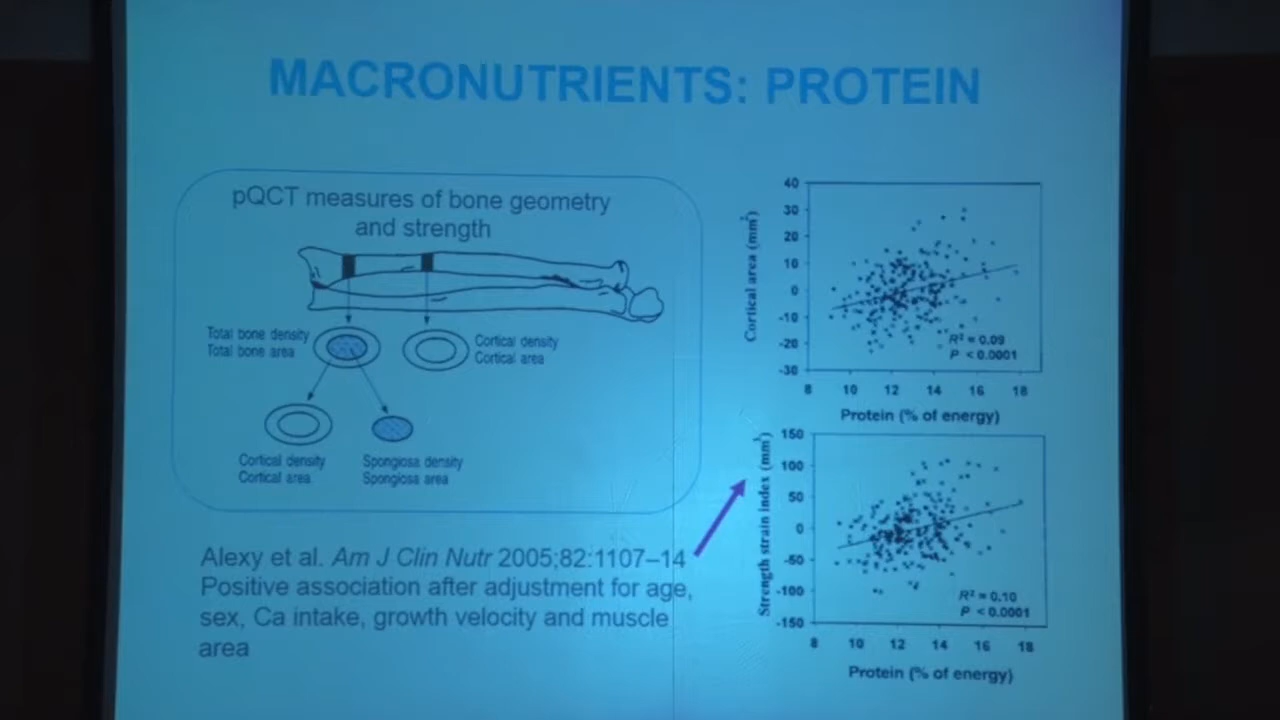 MACRONUTRIENTS: PROTEIN
pQCT measures of bone geometry
and strength
Total bone density
Total bone area
Cortical density
Cortical area
Cortical density
Cortical area
Spongiosa density
Spongiosa area
Alexy et al. Am J Clin Nutr 2005;82:1107–14
Positive association after adjustment for age,
sex, Ca intake, growth velocity and muscle
area
Cortical area (mm²)
40
30
20
10
0
-10
-20
-30
R² = 0.09
P < 0.0001
8 10 12 14 16 18
Protein (% of energy)
Strength strain index (mm³)
150
100
50
0
-50
-100
-150
R² = 0.10
P < 0.0001
8 10 12 14 16 18
Protein (% of energy)